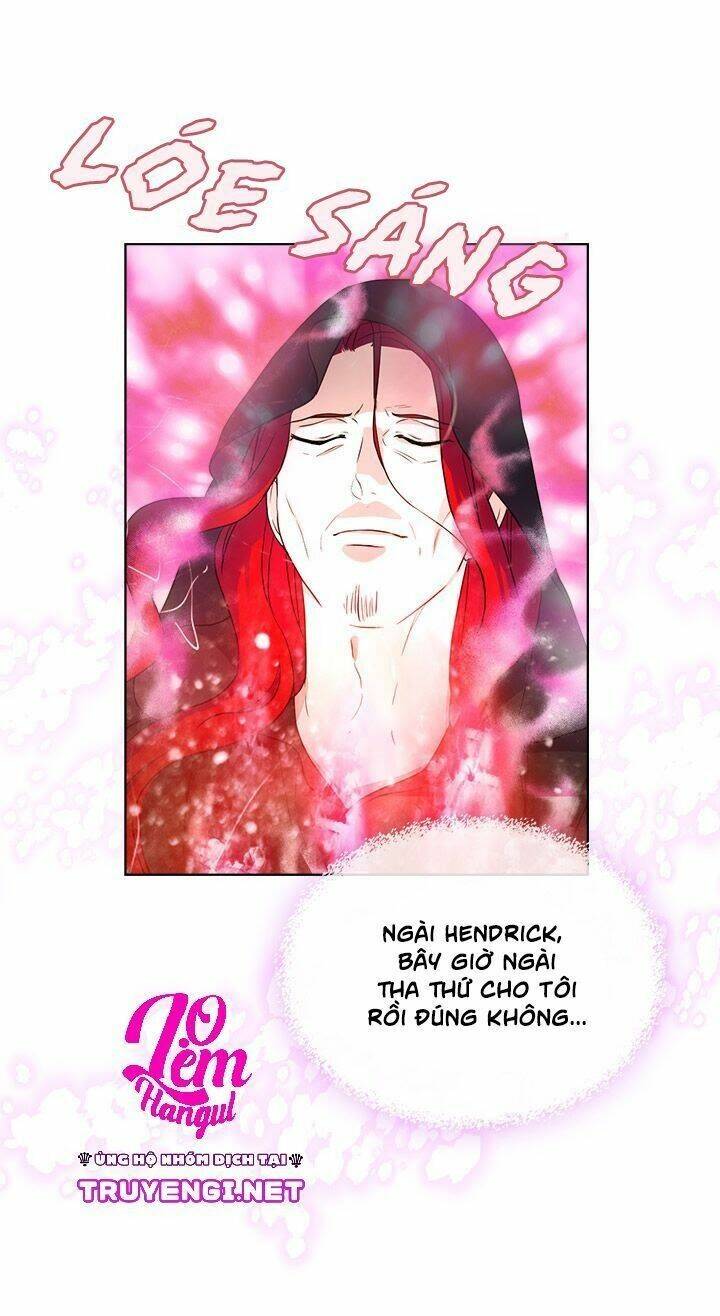 LÓE SÁNG
NGÀI HENDRICK,
BÂY GIỜ NGÀI
THA THỨ CHO TÔI
RỒI ĐÚNG KHÔNG...
LO
Lem
Hangul
ỦNG HỘ NHÓM DỊCH TẠI
TRUYENGI.NET